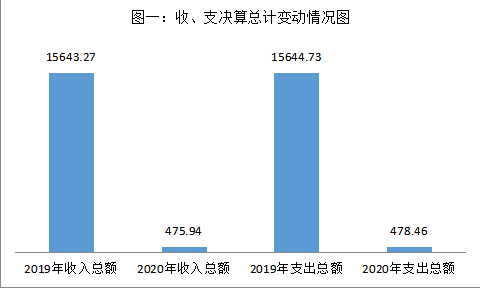 图一：收、支决算总计变动情况图
15643.27
475.94
15644.73
478.46
2019年收入总额
2020年收入总额
2019年支出总额
2020年支出总额